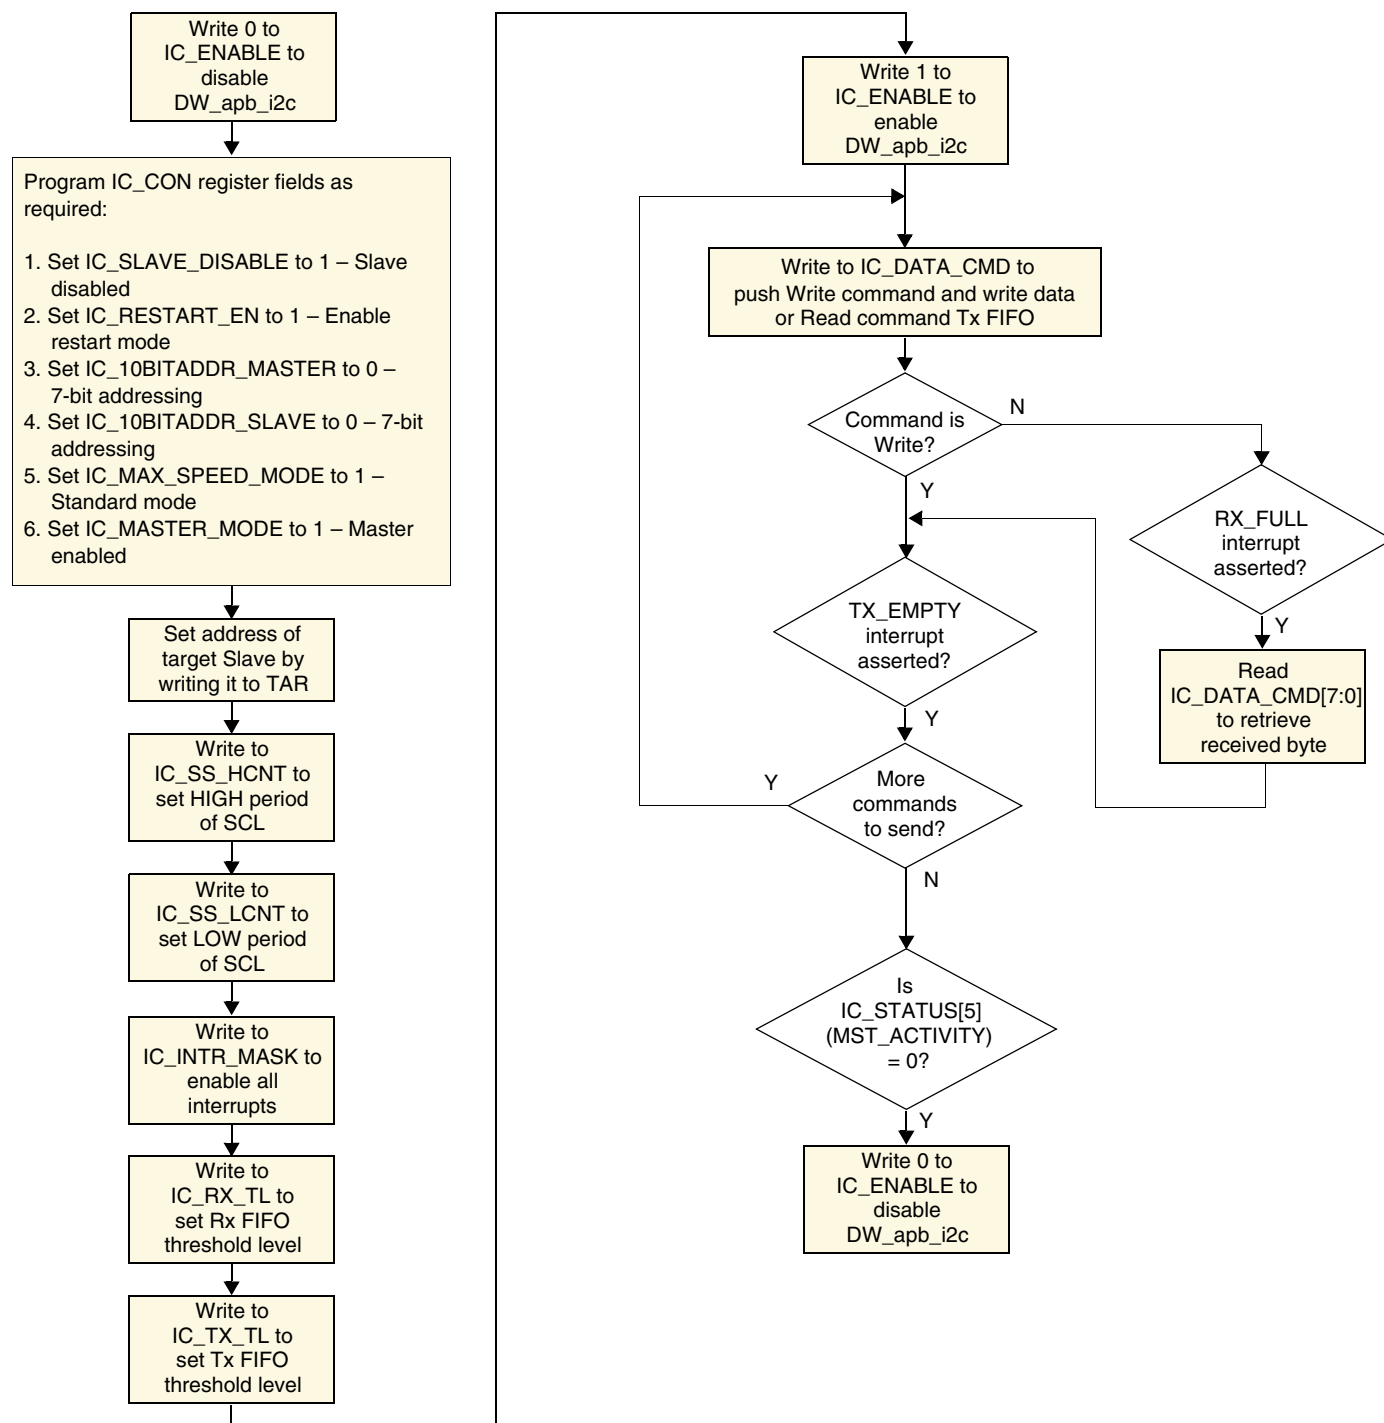 Write 0 to
IC_ENABLE to
disable
DW_apb_i2c
Program IC_CON register fields as
required:
1. Set IC_SLAVE_DISABLE to 1 – Slave
disabled
2. Set IC_RESTART_EN to 1 – Enable
restart mode
3. Set IC_10BITADDR_MASTER to 0 –
7-bit addressing
4. Set IC_10BITADDR_SLAVE to 0 – 7-bit
addressing
5. Set IC_MAX_SPEED_MODE to 1 –
Standard mode
6. Set IC_MASTER_MODE to 1 – Master
enabled
Set address of
target Slave by
writing it to TAR
Write to
IC_SS_HCNT to
set HIGH period
of SCL
Write to
IC_SS_LCNT to
set LOW period
of SCL
Write to
IC_INTR_MASK to
enable all
interrupts
Write to
IC_RX_TL to
set Rx FIFO
threshold level
Write to
IC_TX_TL to
set Tx FIFO
threshold level
Write 1 to
IC_ENABLE to
enable
DW_apb_i2c
Write to IC_DATA_CMD to
push Write command and write data
or Read command Tx FIFO
Command is
Write?
N
Y
RX_FULL
interrupt
asserted?
Y
Read
IC_DATA_CMD[7:0]
to retrieve
received byte
TX_EMPTY
interrupt
asserted?
Y
More
commands
to send?
Y
N
Is
IC_STATUS[5]
(MST_ACTIVITY)
= 0?
Y
Write 0 to
IC_ENABLE to
disable
DW_apb_i2c